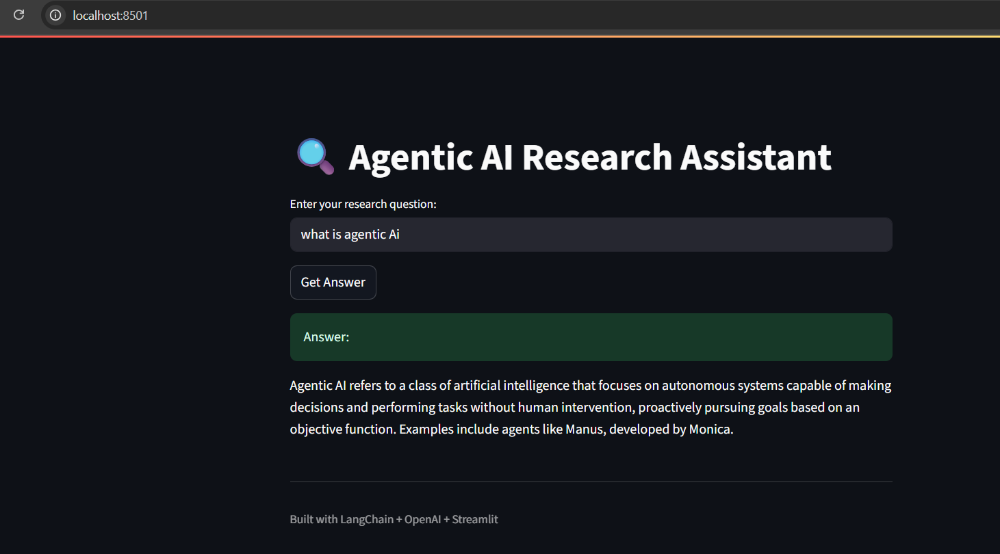 localhost:8501
Agentic AI Research Assistant
Enter your research question:
what is agentic Ai
Get Answer
Answer:
Agentic AI refers to a class of artificial intelligence that focuses on autonomous systems capable of making
decisions and performing tasks without human intervention, proactively pursuing goals based on an
objective function. Examples include agents like Manus, developed by Monica.
Built with LangChain + OpenAI + Streamlit